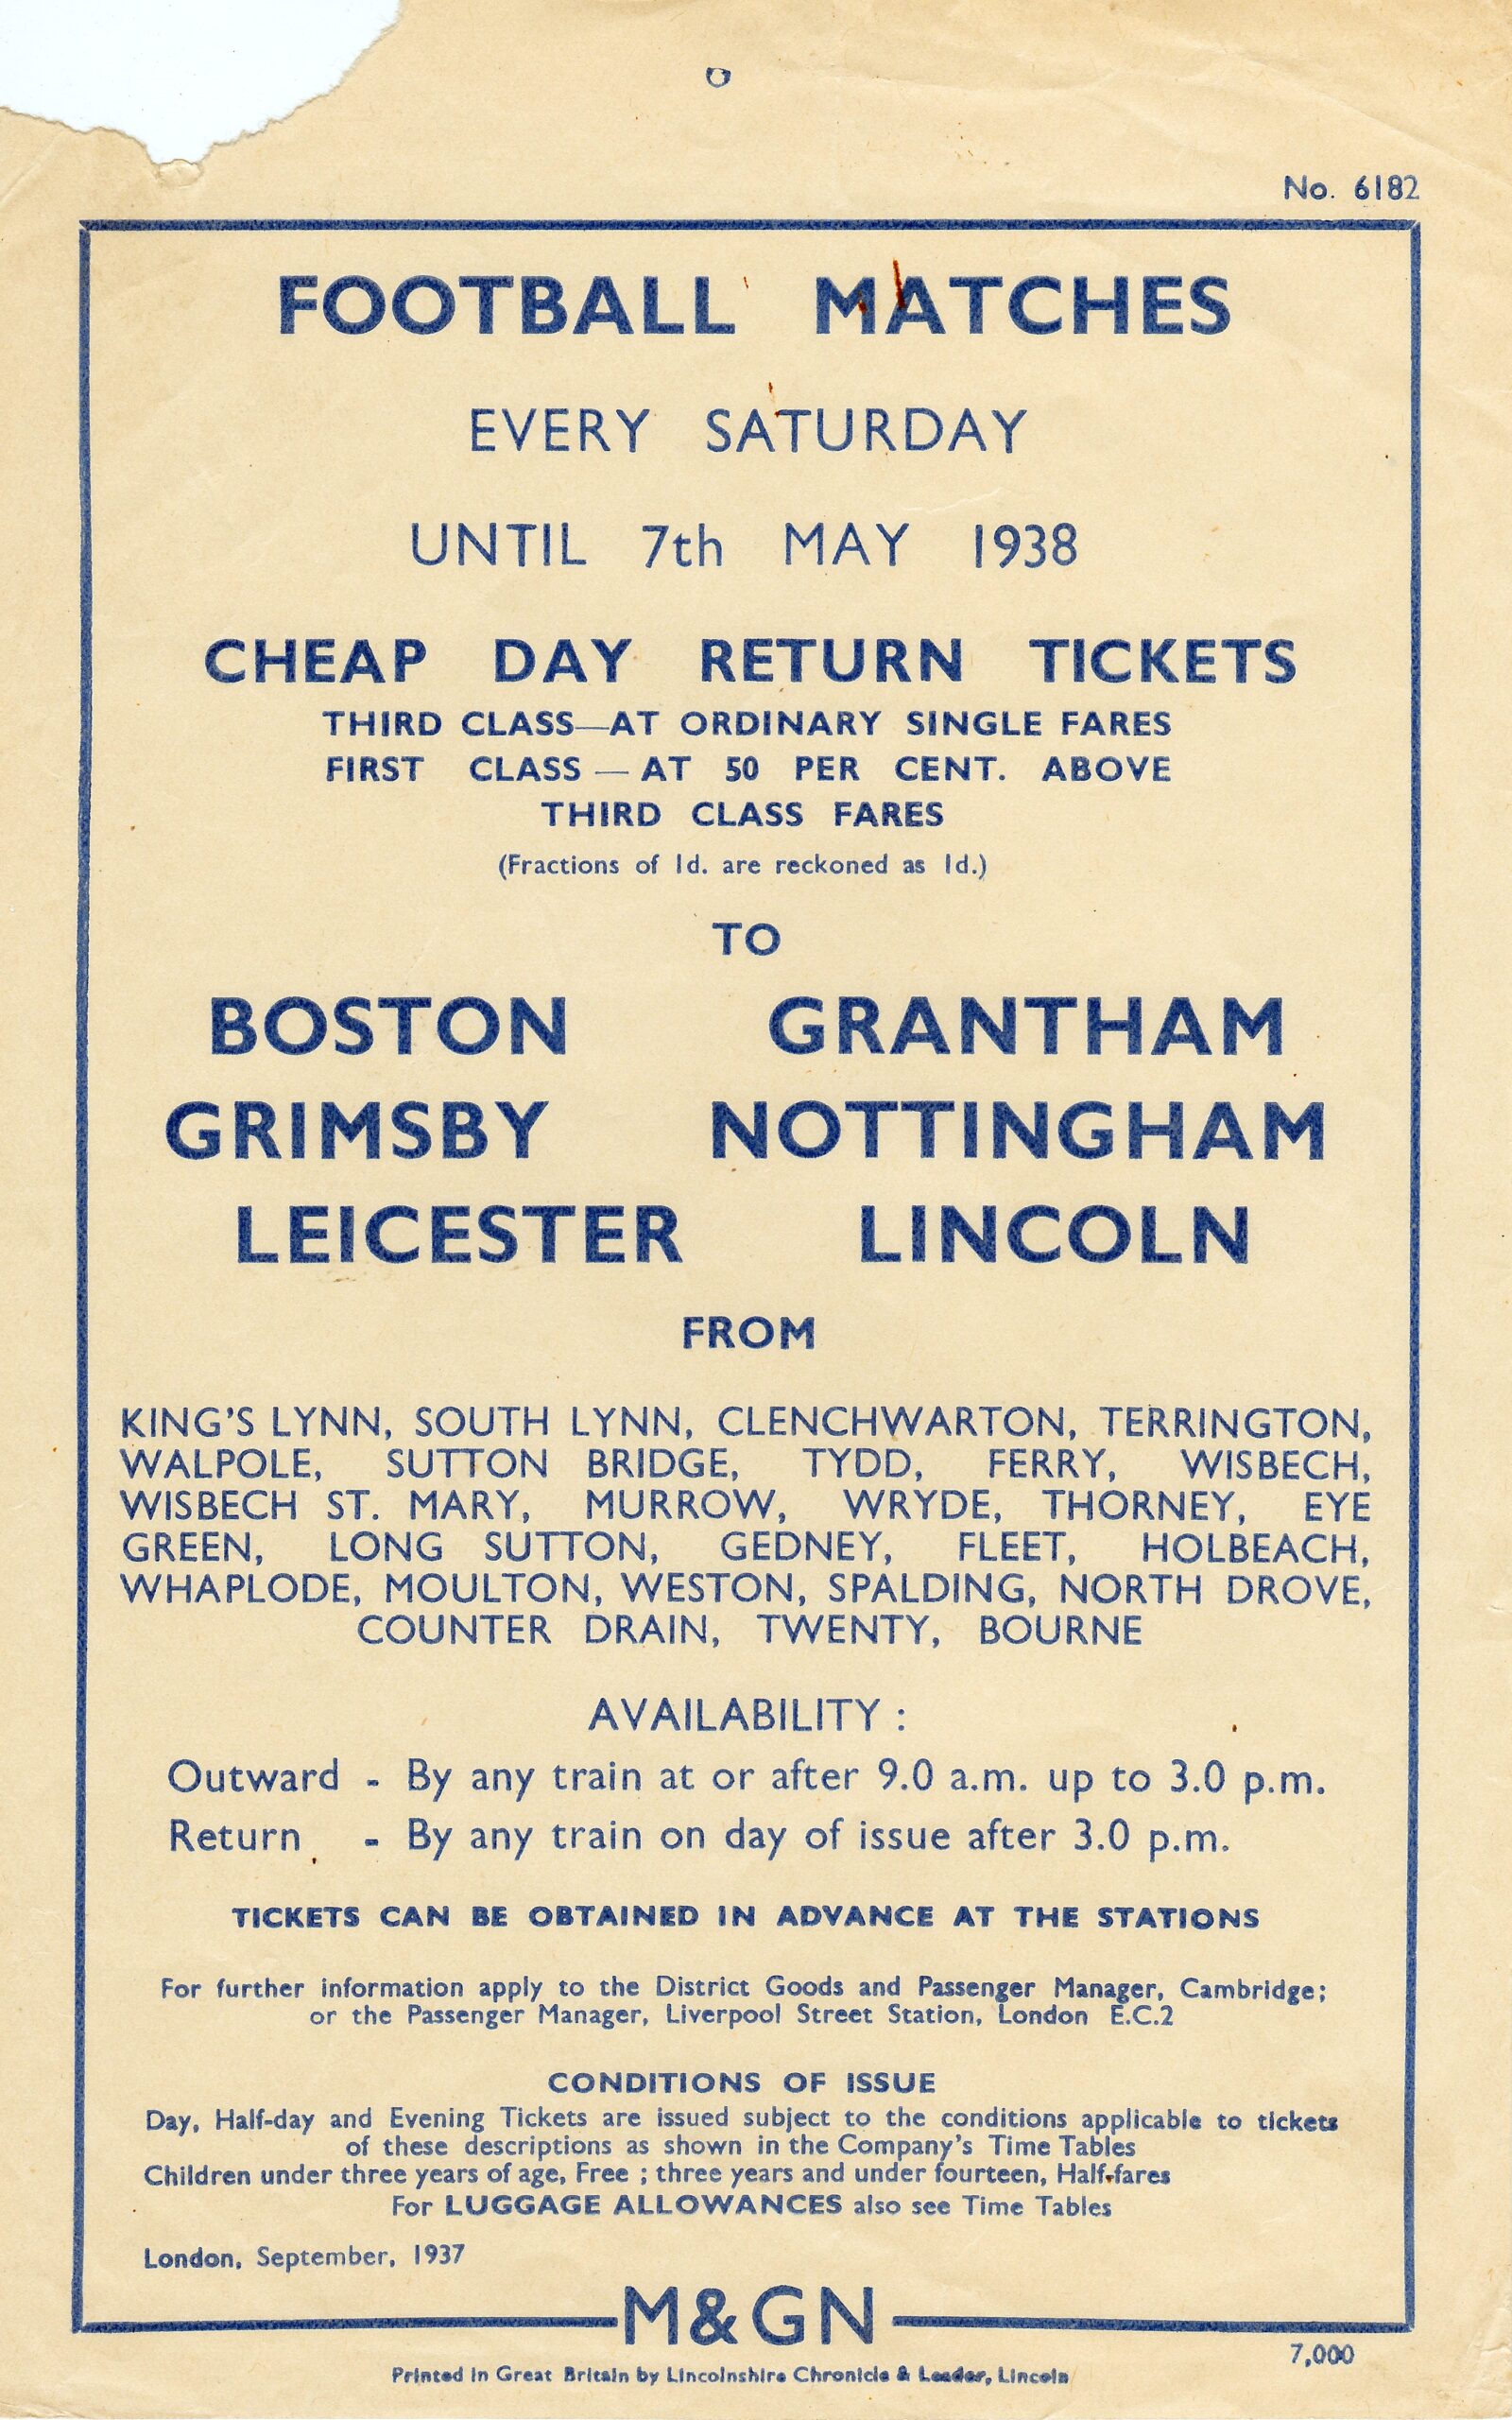 No. 6182
FOOTBALL MATCHES
EVERY SATURDAY
UNTIL 7th MAY 1938
CHEAP DAY RETURN TICKETS
THIRD CLASS—AT ORDINARY SINGLE FARES
FIRST CLASS — AT 50 PER CENT. ABOVE
THIRD CLASS FARES
(Fractions of 1d. are reckoned as 1d.)
TO
BOSTON GRANTHAM
GRIMSBY NOTTINGHAM
LEICESTER LINCOLN
FROM
KING'S LYNN, SOUTH LYNN, CLENCHWARTON, TERRINGTON,
WALPOLE, SUTTON BRIDGE, TYDD, FERRY, WISBECH,
WISBECH ST. MARY, MURROW, WRYDE, THORNEY, EYE
GREEN, LONG SUTTON, GEDNEY, FLEET, HOLBEACH,
WHAPLODE, MOULTON, WESTON, SPALDING, NORTH DROVE,
COUNTER DRAIN, TWENTY, BOURNE
AVAILABILITY :
Outward - By any train at or after 9.0 a.m. up to 3.0 p.m.
Return - By any train on day of issue after 3.0 p.m.
TICKETS CAN BE OBTAINED IN ADVANCE AT THE STATIONS
For further information apply to the District Goods and Passenger Manager, Cambridge;
or the Passenger Manager, Liverpool Street Station, London E.C.2
CONDITIONS OF ISSUE
Day, Half-day and Evening Tickets are issued subject to the conditions applicable to tickets
of these descriptions as shown in the Company's Time Tables
Children under three years of age, Free ; three years and under fourteen, Half-fares
For LUGGAGE ALLOWANCES also see Time Tables
London, September, 1937
M&GN
7,000
Printed in Great Britain by Lincolnshire Chronicle & Leader, Lincoln